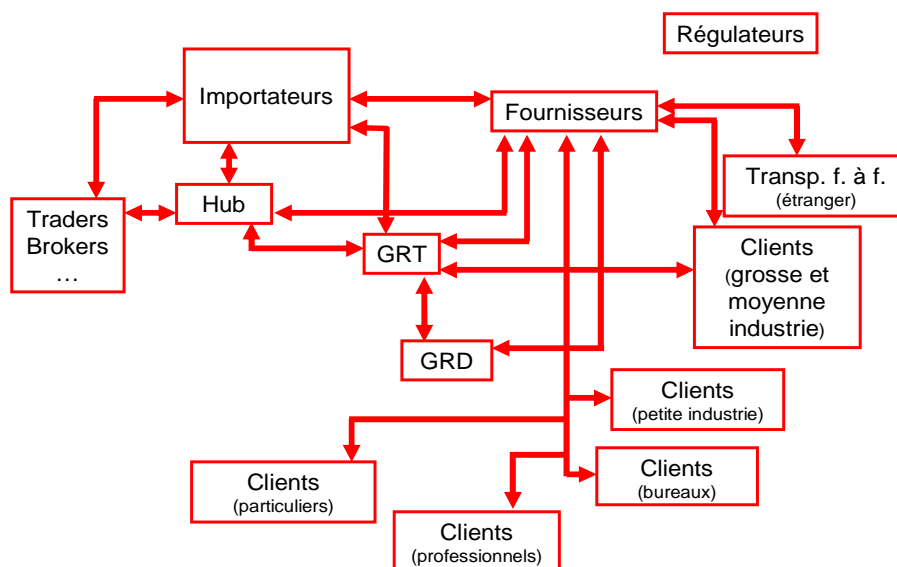 Régulateurs
Importateurs
Fournisseurs
Transp. f. à f.
(étranger)
Hub
Traders
Brokers
…
GRT
Clients
(grosse et
moyenne
industrie)
GRD
Clients
(petite industrie)
Clients
(particuliers)
Clients
(bureaux)
Clients
(professionnels)